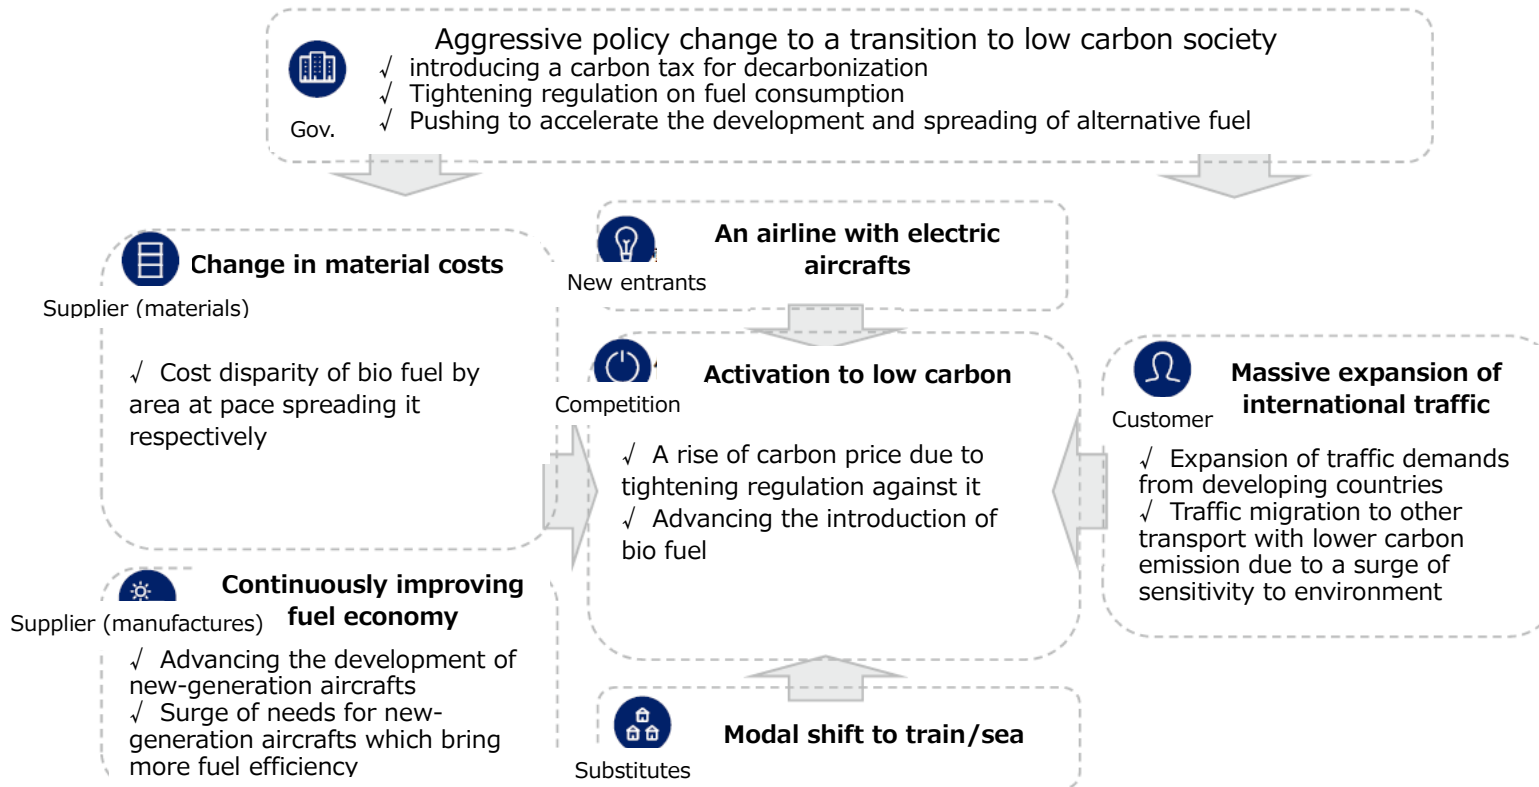 Aggressive policy change to a transition to low carbon society
√ introducing a carbon tax for decarbonization
√ Tightening regulation on fuel consumption
√ Pushing to accelerate the development and spreading of alternative fuel
Gov.
Change in material costs
Supplier (materials)
√ Cost disparity of bio fuel by
area at pace spreading it
respectively
Continuously improving
fuel economy
Supplier (manufactures)
√ Advancing the development of
new-generation aircrafts
√ Surge of needs for new-
generation aircrafts which bring
more fuel efficiency
An airline with electric
aircrafts
New entrants
Activation to low carbon
Competition
√ A rise of carbon price due to
tightening regulation against it
√ Advancing the introduction of
bio fuel
Modal shift to train/sea
Substitutes
Massive expansion of
international traffic
Customer
√ Expansion of traffic demands
from developing countries
√ Traffic migration to other
transport with lower carbon
emission due to a surge of
sensitivity to environment